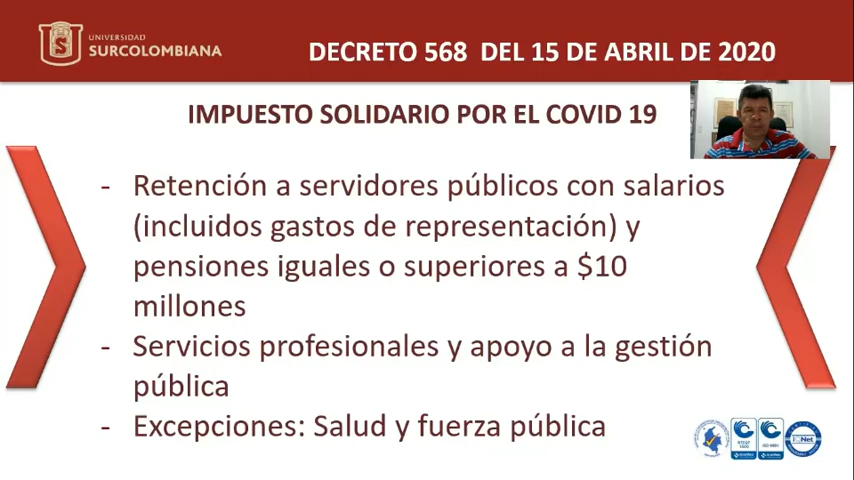 UNIVERSIDAD
SURCOLOMBIANA
DECRETO 568 DEL 15 DE ABRIL DE 2020
IMPUESTO SOLIDARIO POR EL COVID 19
- Retención a servidores públicos con salarios
(incluidos gastos de representación) y
pensiones iguales o superiores a $10
millones
- Servicios profesionales y apoyo a la gestión
pública
- Excepciones: Salud y fuerza pública